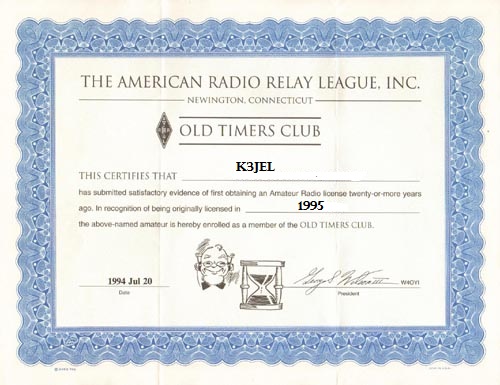 THE AMERICAN RADIO RELAY LEAGUE, INC.
NEWINGTON, CONNECTICUT
OLD TIMERS CLUB
THIS CERTIFIES THAT K3JEL
has submitted satisfactory evidence of first obtaining an Amateur Radio license twenty-or-more years
ago. In recognition of being originally licensed in 1995
the above-named amateur is hereby enrolled as a member of the OLD TIMERS CLUB.
1994 Jul 20
Date
W4OYI
President